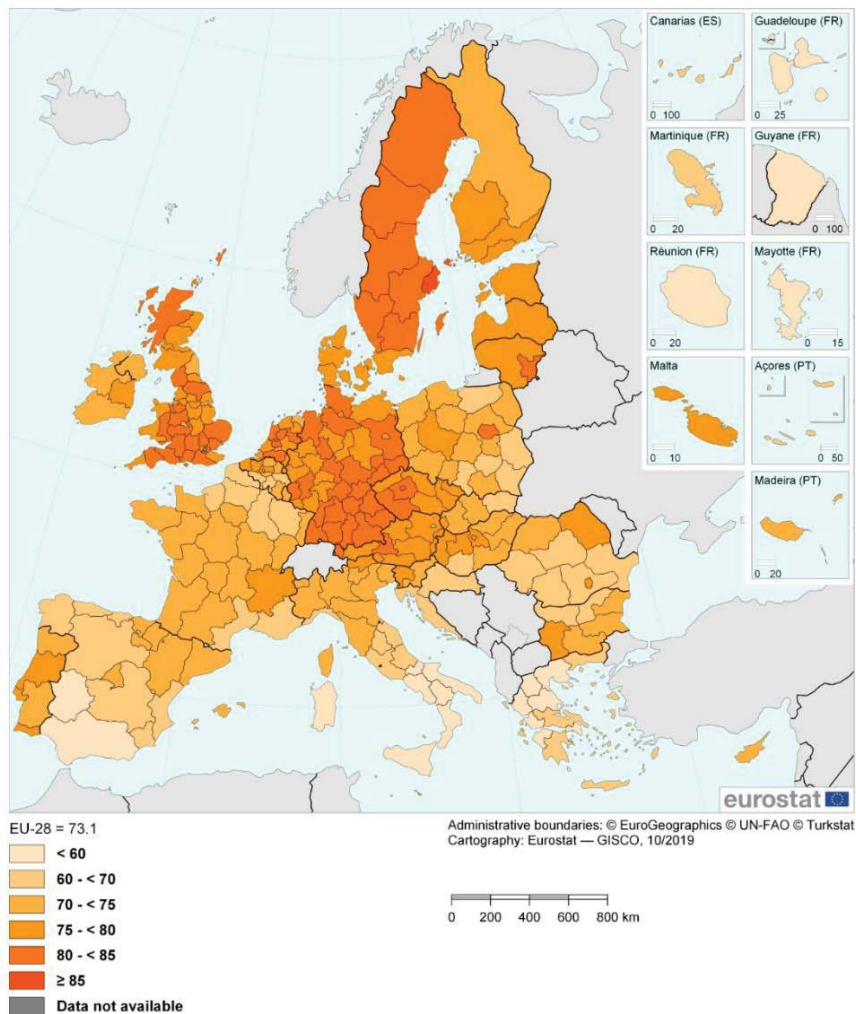 Canarias (ES)
0 100
Guadeloupe (FR)
0 25
Martinique (FR)
0 20
Guyane (FR)
0 100
Réunion (FR)
0 20
Mayotte (FR)
0 15
Malta
0 10
Açores (PT)
0 50
Madeira (PT)
0 20
eurostat
EU-28 = 73.1
< 60
60 - < 70
70 - < 75
75 - < 80
80 - < 85
≥ 85
Data not available
Administrative boundaries: © EuroGeographics © UN-FAO © Turkstat
Cartography: Eurostat — GISCO, 10/2019
0 200 400 600 800 km